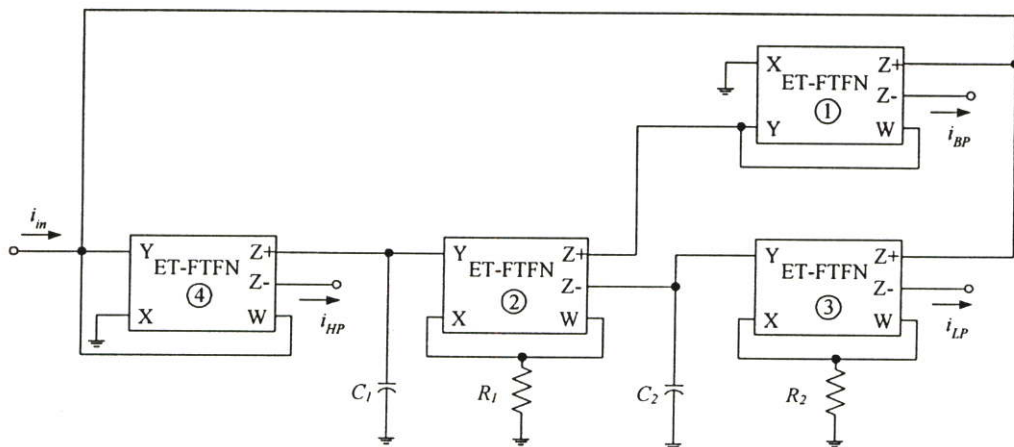 X Z+
ET-FTFN
Z-
①
Y W
i_BP
i_in
Y Z+
ET-FTFN
Z-
④
X W
i_HP
Y Z+
ET-FTFN
Z-
②
X W
Y Z+
ET-FTFN
Z-
③
X W
i_LP
C_1
R_1
C_2
R_2